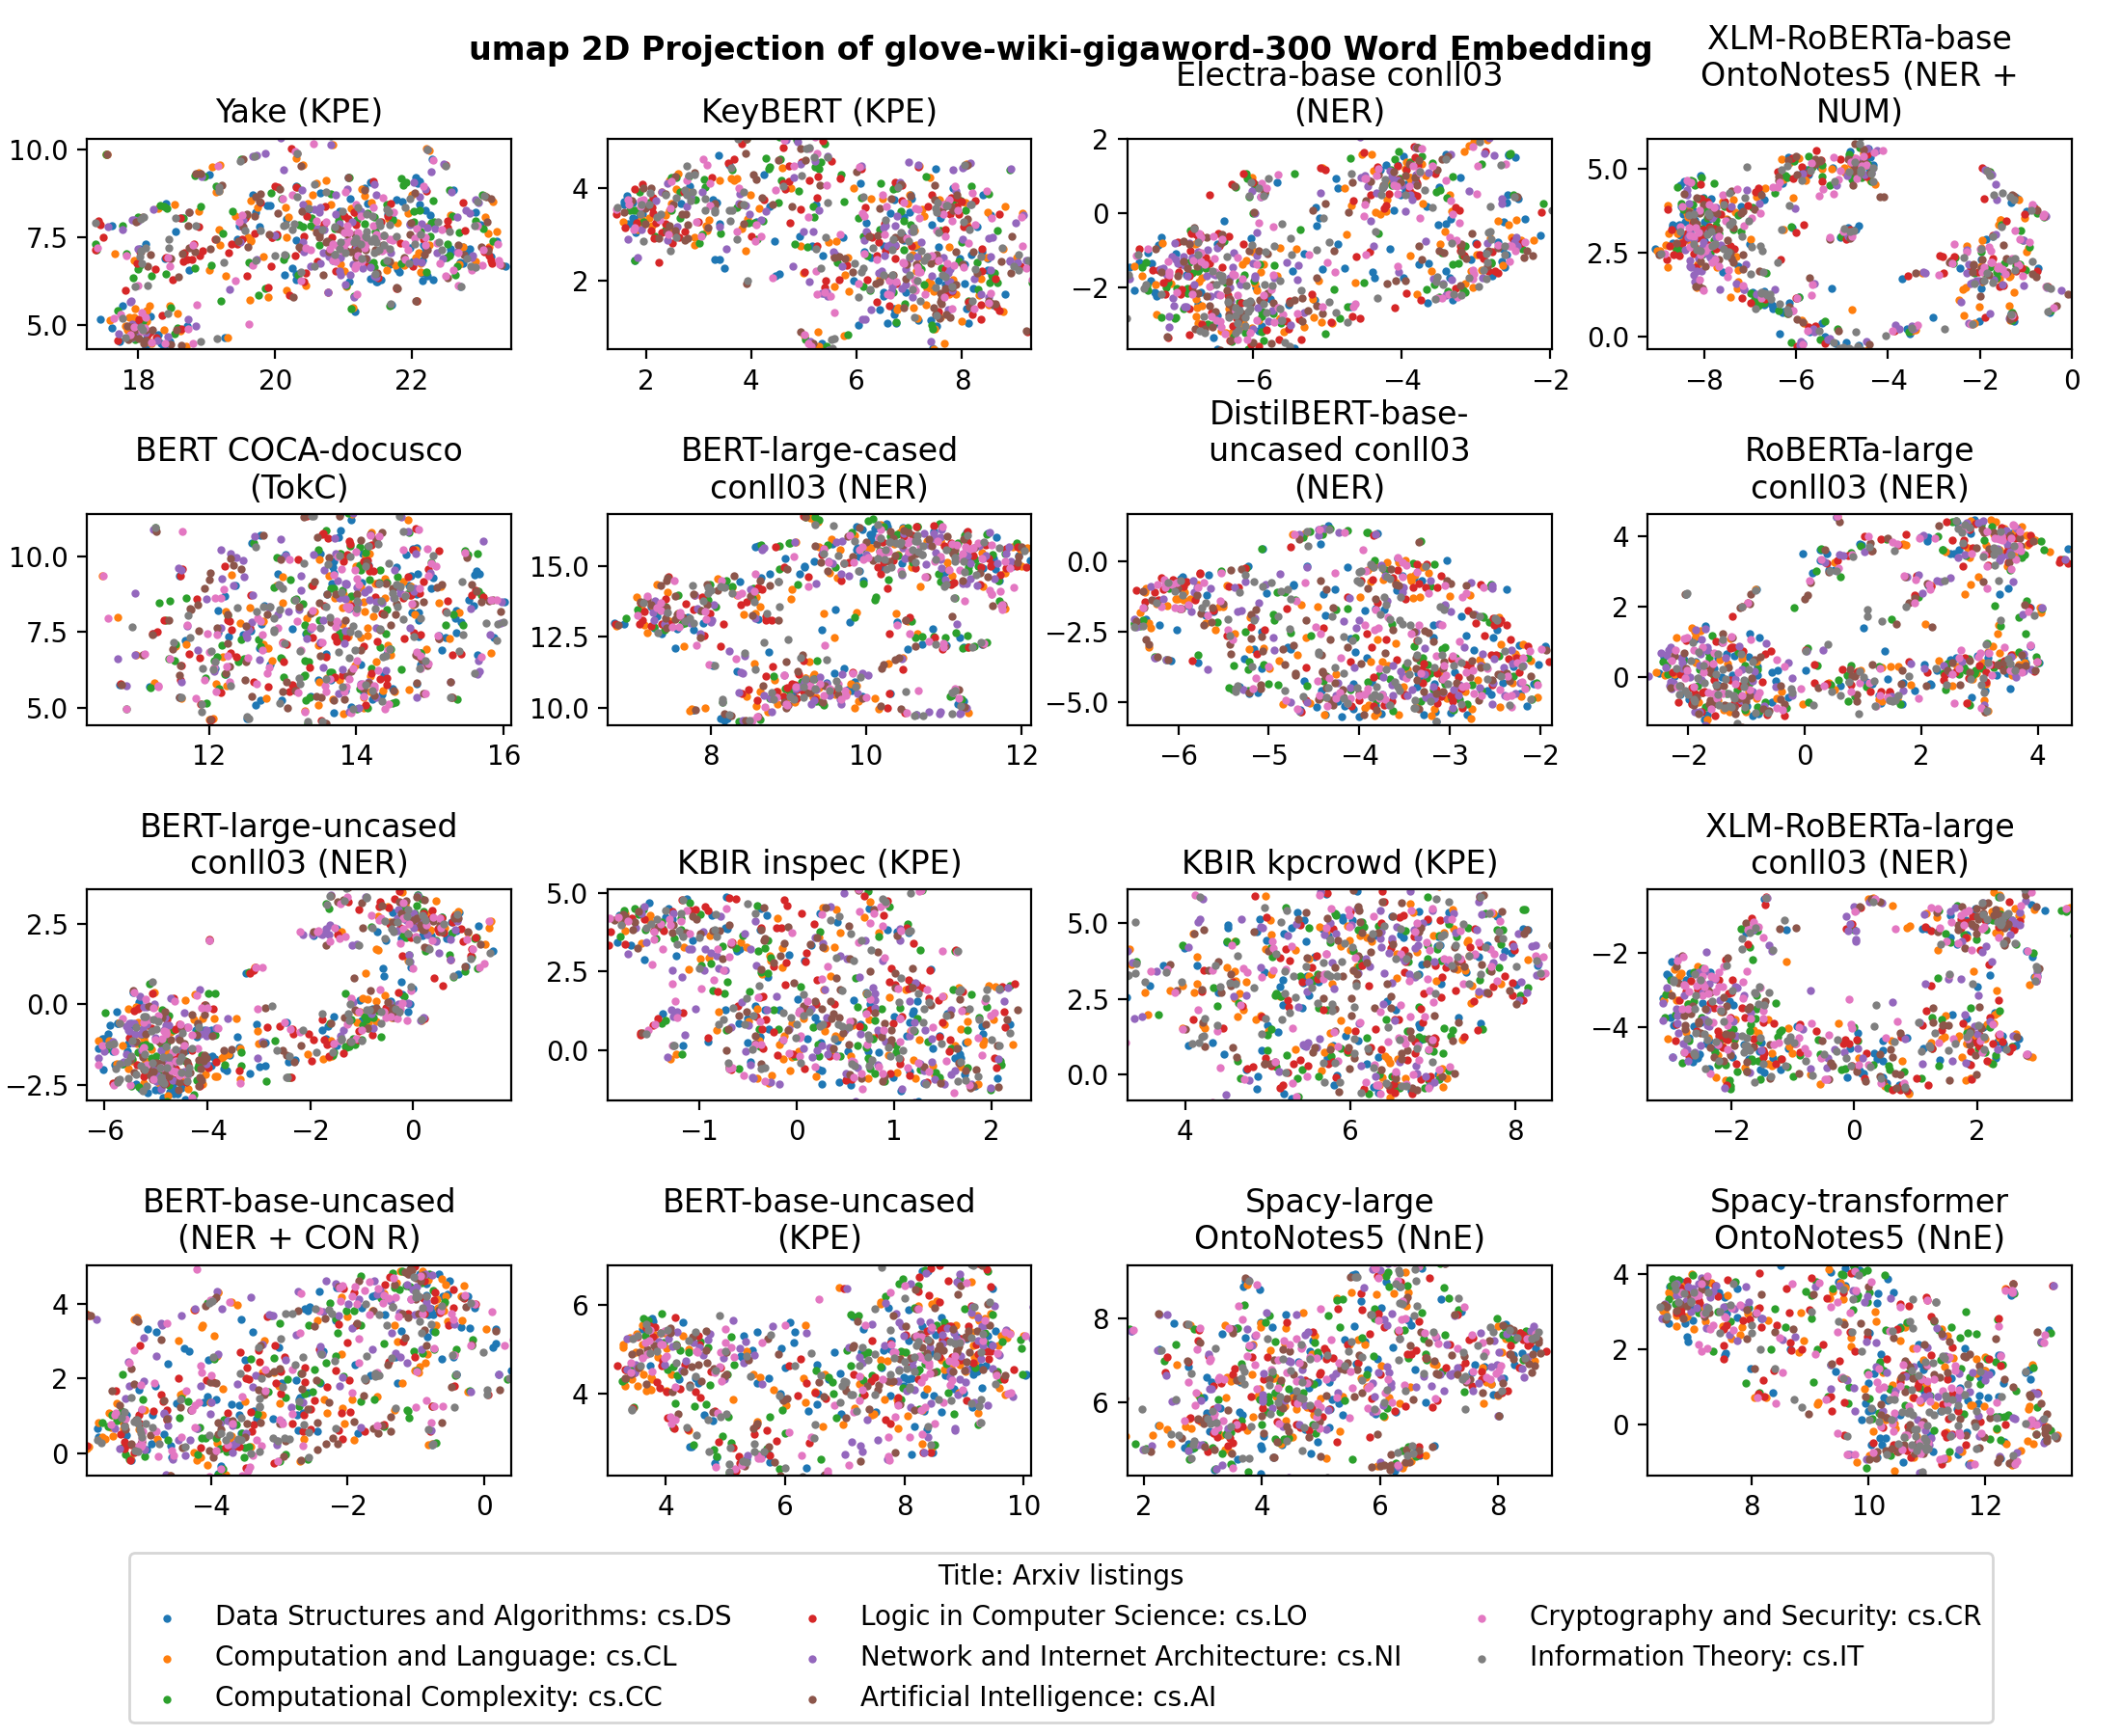 umap 2D Projection of glove-wiki-gigaword-300 Word Embedding
Yake (KPE)
10.0
7.5
5.0
18 20 22
KeyBERT (KPE)
4
2
2 4 6 8
Electra-base conll03
(NER)
2
0
−2
−6 −4 −2
XLM-RoBERTa-base
OntoNotes5 (NER +
NUM)
5.0
2.5
0.0
−8 −6 −4 −2 0
BERT COCA-docusco
(TokC)
10.0
7.5
5.0
12 14 16
BERT-large-cased
conll03 (NER)
15.0
12.5
10.0
8 10 12
DistilBERT-base-
uncased conll03
(NER)
0.0
−2.5
−5.0
−6 −5 −4 −3 −2
RoBERTa-large
conll03 (NER)
4
2
0
−2 0 2 4
BERT-large-uncased
conll03 (NER)
2.5
0.0
−2.5
−6 −4 −2 0
KBIR inspec (KPE)
5.0
2.5
0.0
−1 0 1 2
KBIR kpcrowd (KPE)
5.0
2.5
0.0
4 6 8
XLM-RoBERTa-large
conll03 (NER)
−2
−4
−2 0 2
BERT-base-uncased
(NER + CON R)
4
2
0
−4 −2 0
BERT-base-uncased
(KPE)
6
4
4 6 8 10
Spacy-large
OntoNotes5 (NnE)
8
6
2 4 6 8
Spacy-transformer
OntoNotes5 (NnE)
4
2
0
8 10 12
Title: Arxiv listings
Data Structures and Algorithms: cs.DS
Computation and Language: cs.CL
Computational Complexity: cs.CC
Logic in Computer Science: cs.LO
Network and Internet Architecture: cs.NI
Artificial Intelligence: cs.AI
Cryptography and Security: cs.CR
Information Theory: cs.IT